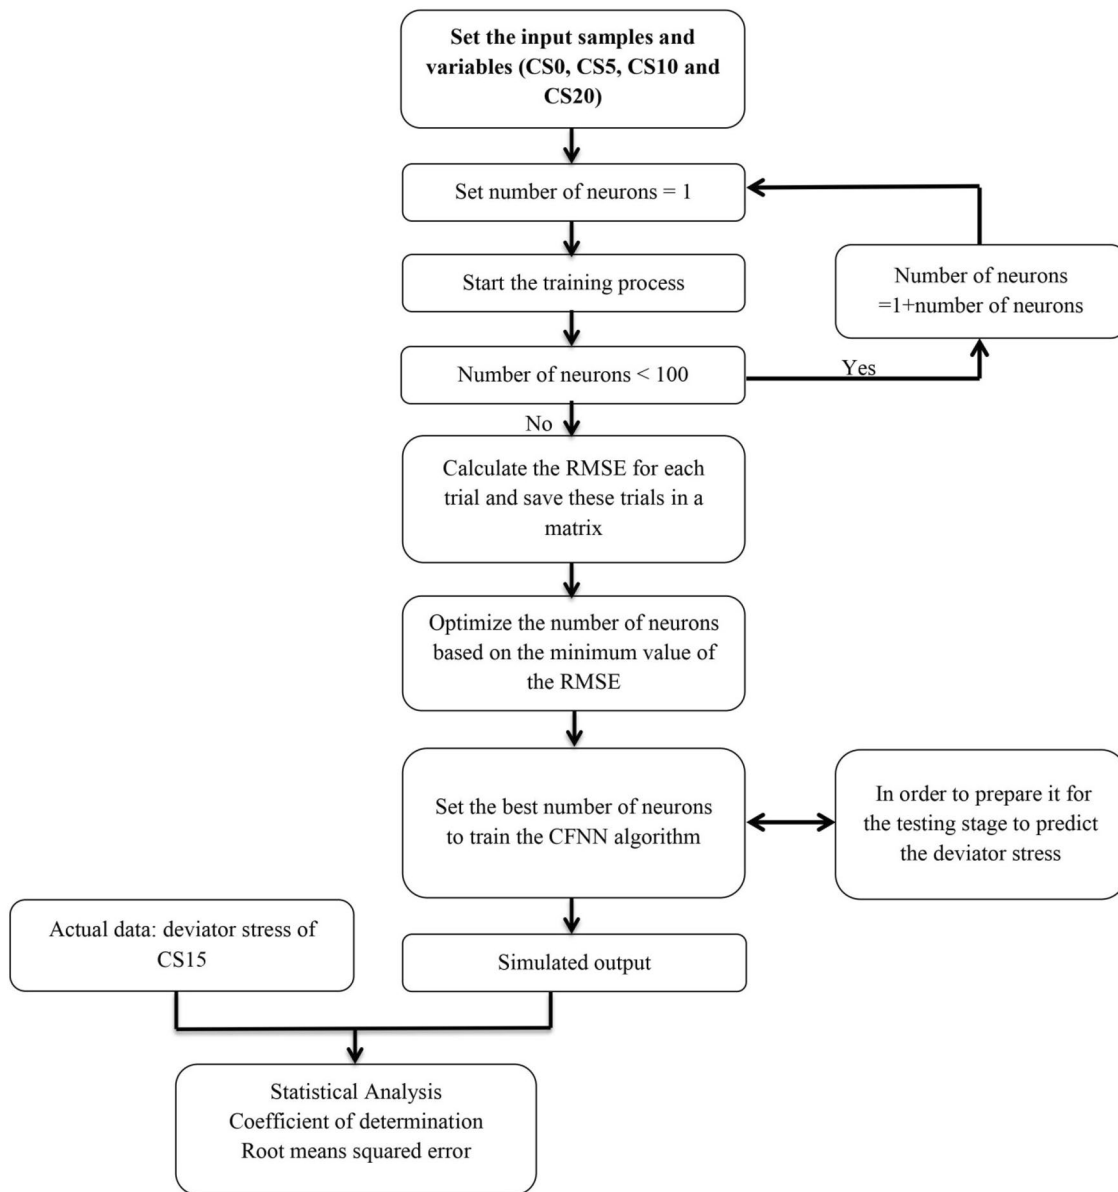 Set the input samples and
variables (CS0, CS5, CS10 and
CS20)
Set number of neurons = 1
Start the training process
Number of neurons
=1+number of neurons
Number of neurons < 100
Yes
No
Calculate the RMSE for each
trial and save these trials in a
matrix
Optimize the number of neurons
based on the minimum value of
the RMSE
Set the best number of neurons
to train the CFNN algorithm
In order to prepare it for
the testing stage to predict
the deviator stress
Actual data: deviator stress of
CS15
Simulated output
Statistical Analysis
Coefficient of determination
Root means squared error